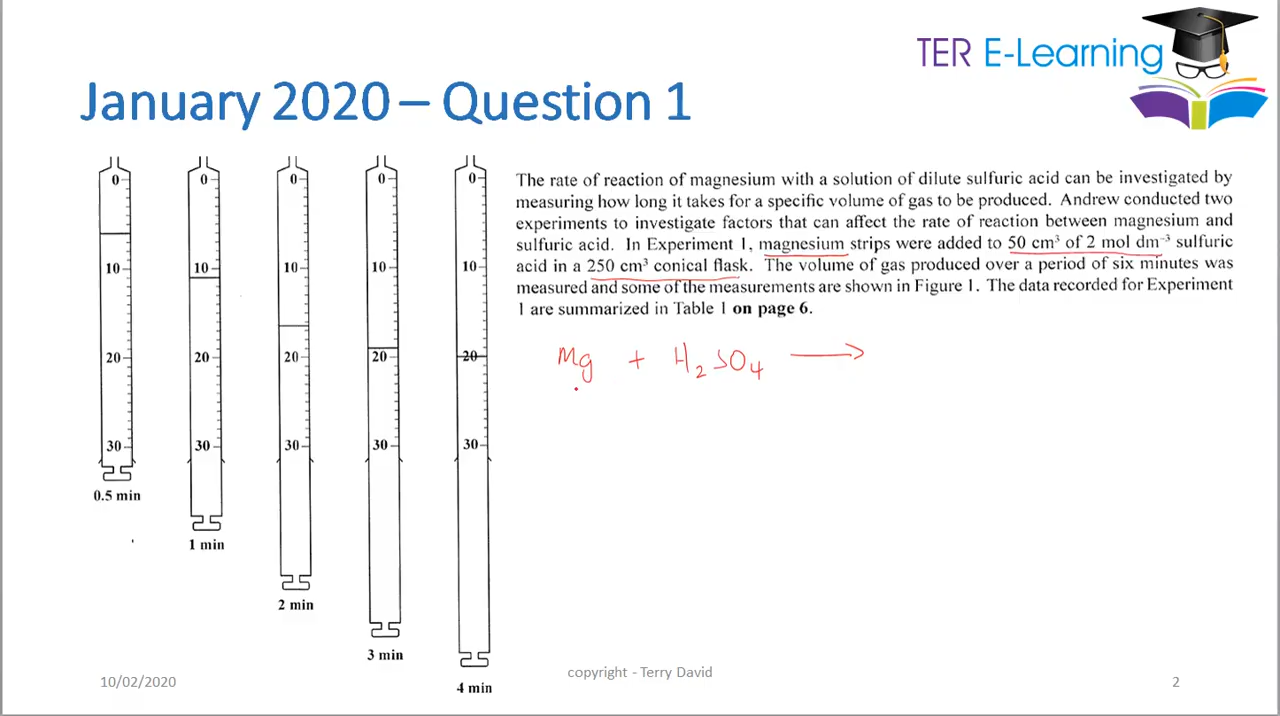 TER E-Learning
January 2020 – Question 1
0
10
20
30
0.5 min
0
10
20
30
1 min
0
10
20
30
2 min
0
10
20
30
3 min
0
10
20
30
4 min
The rate of reaction of magnesium with a solution of dilute sulfuric acid can be investigated by
measuring how long it takes for a specific volume of gas to be produced. Andrew conducted two
experiments to investigate factors that can affect the rate of reaction between magnesium and
sulfuric acid. In Experiment 1, magnesium strips were added to 50 cm³ of 2 mol dm⁻³ sulfuric
acid in a 250 cm³ conical flask. The volume of gas produced over a period of six minutes was
measured and some of the measurements are shown in Figure 1. The data recorded for Experiment
1 are summarized in Table 1 on page 6.
Mg + H₂SO₄ ⟶
10/02/2020
copyright - Terry David
2